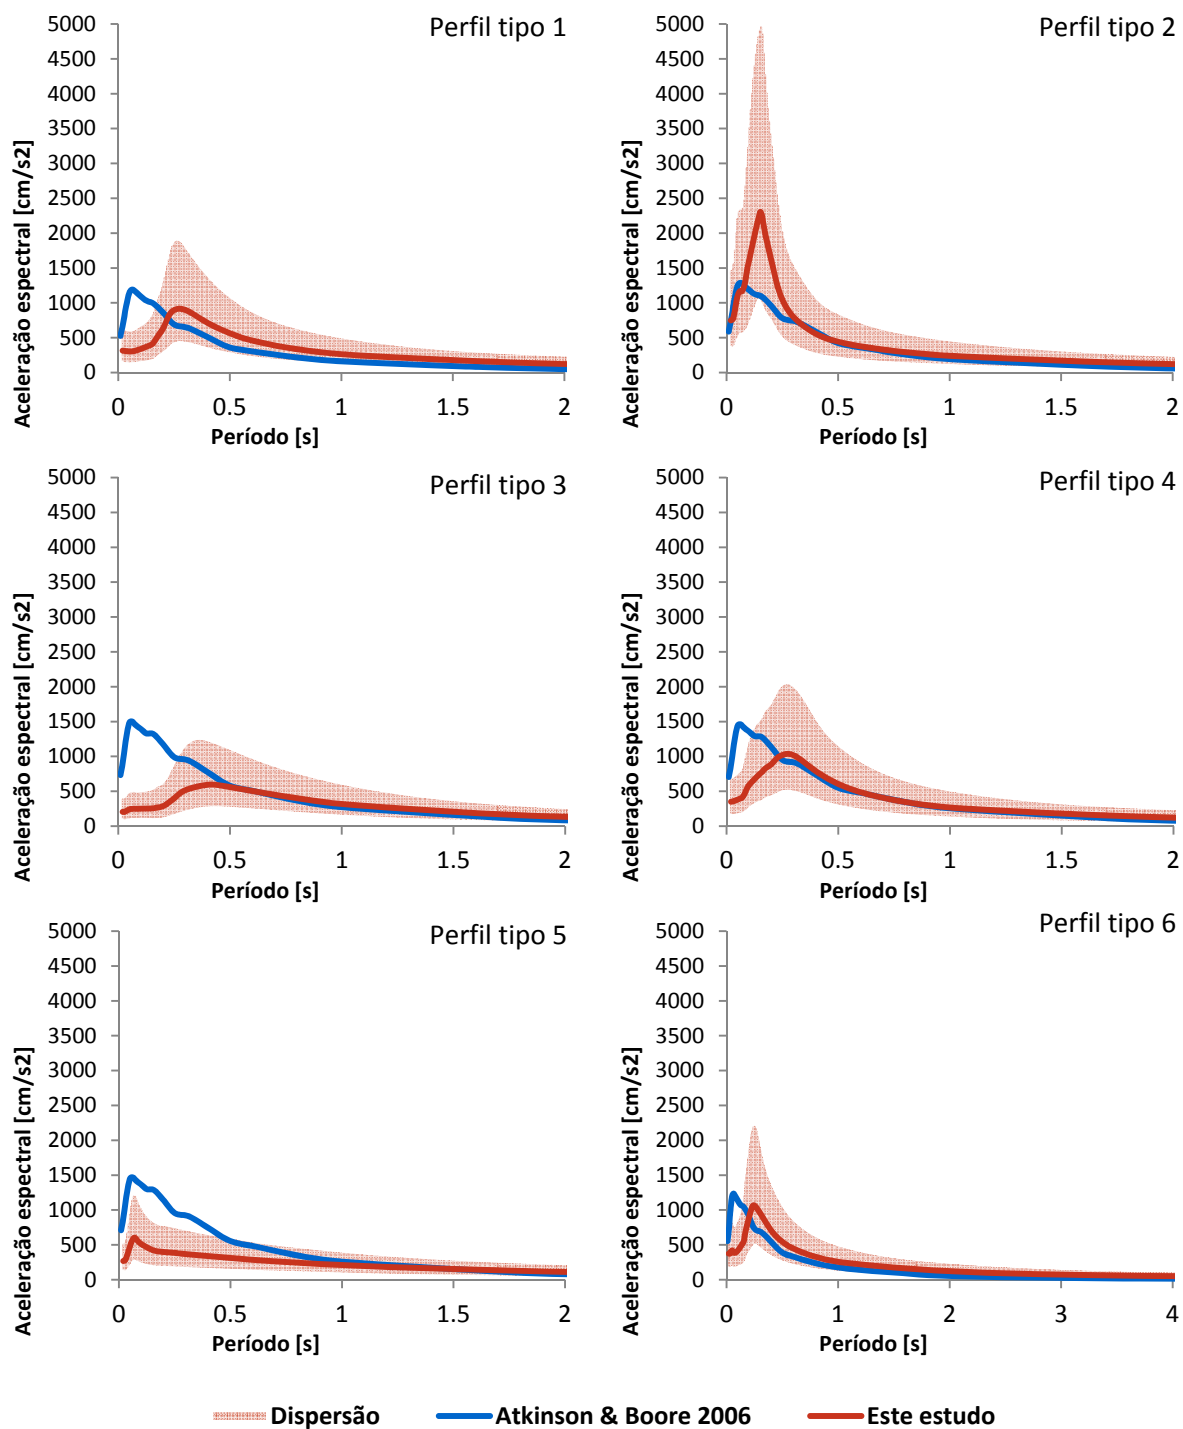 Perfil tipo 1
Aceleração espectral [cm/s2]
5000
4500
4000
3500
3000
2500
2000
1500
1000
500
0
0 0.5 1 1.5 2
Período [s]
Perfil tipo 2
Aceleração espectral [cm/s2]
5000
4500
4000
3500
3000
2500
2000
1500
1000
500
0
0 0.5 1 1.5 2
Período [s]
Perfil tipo 3
Aceleração espectral [cm/s2]
5000
4500
4000
3500
3000
2500
2000
1500
1000
500
0
0 0.5 1 1.5 2
Período [s]
Perfil tipo 4
Aceleração espectral [cm/s2]
5000
4500
4000
3500
3000
2500
2000
1500
1000
500
0
0 0.5 1 1.5 2
Período [s]
Perfil tipo 5
Aceleração espectral [cm/s2]
5000
4500
4000
3500
3000
2500
2000
1500
1000
500
0
0 0.5 1 1.5 2
Período [s]
Perfil tipo 6
Aceleração espectral [cm/s2]
5000
4500
4000
3500
3000
2500
2000
1500
1000
500
0
0 1 2 3 4
Período [s]
Dispersão Atkinson & Boore 2006 Este estudo